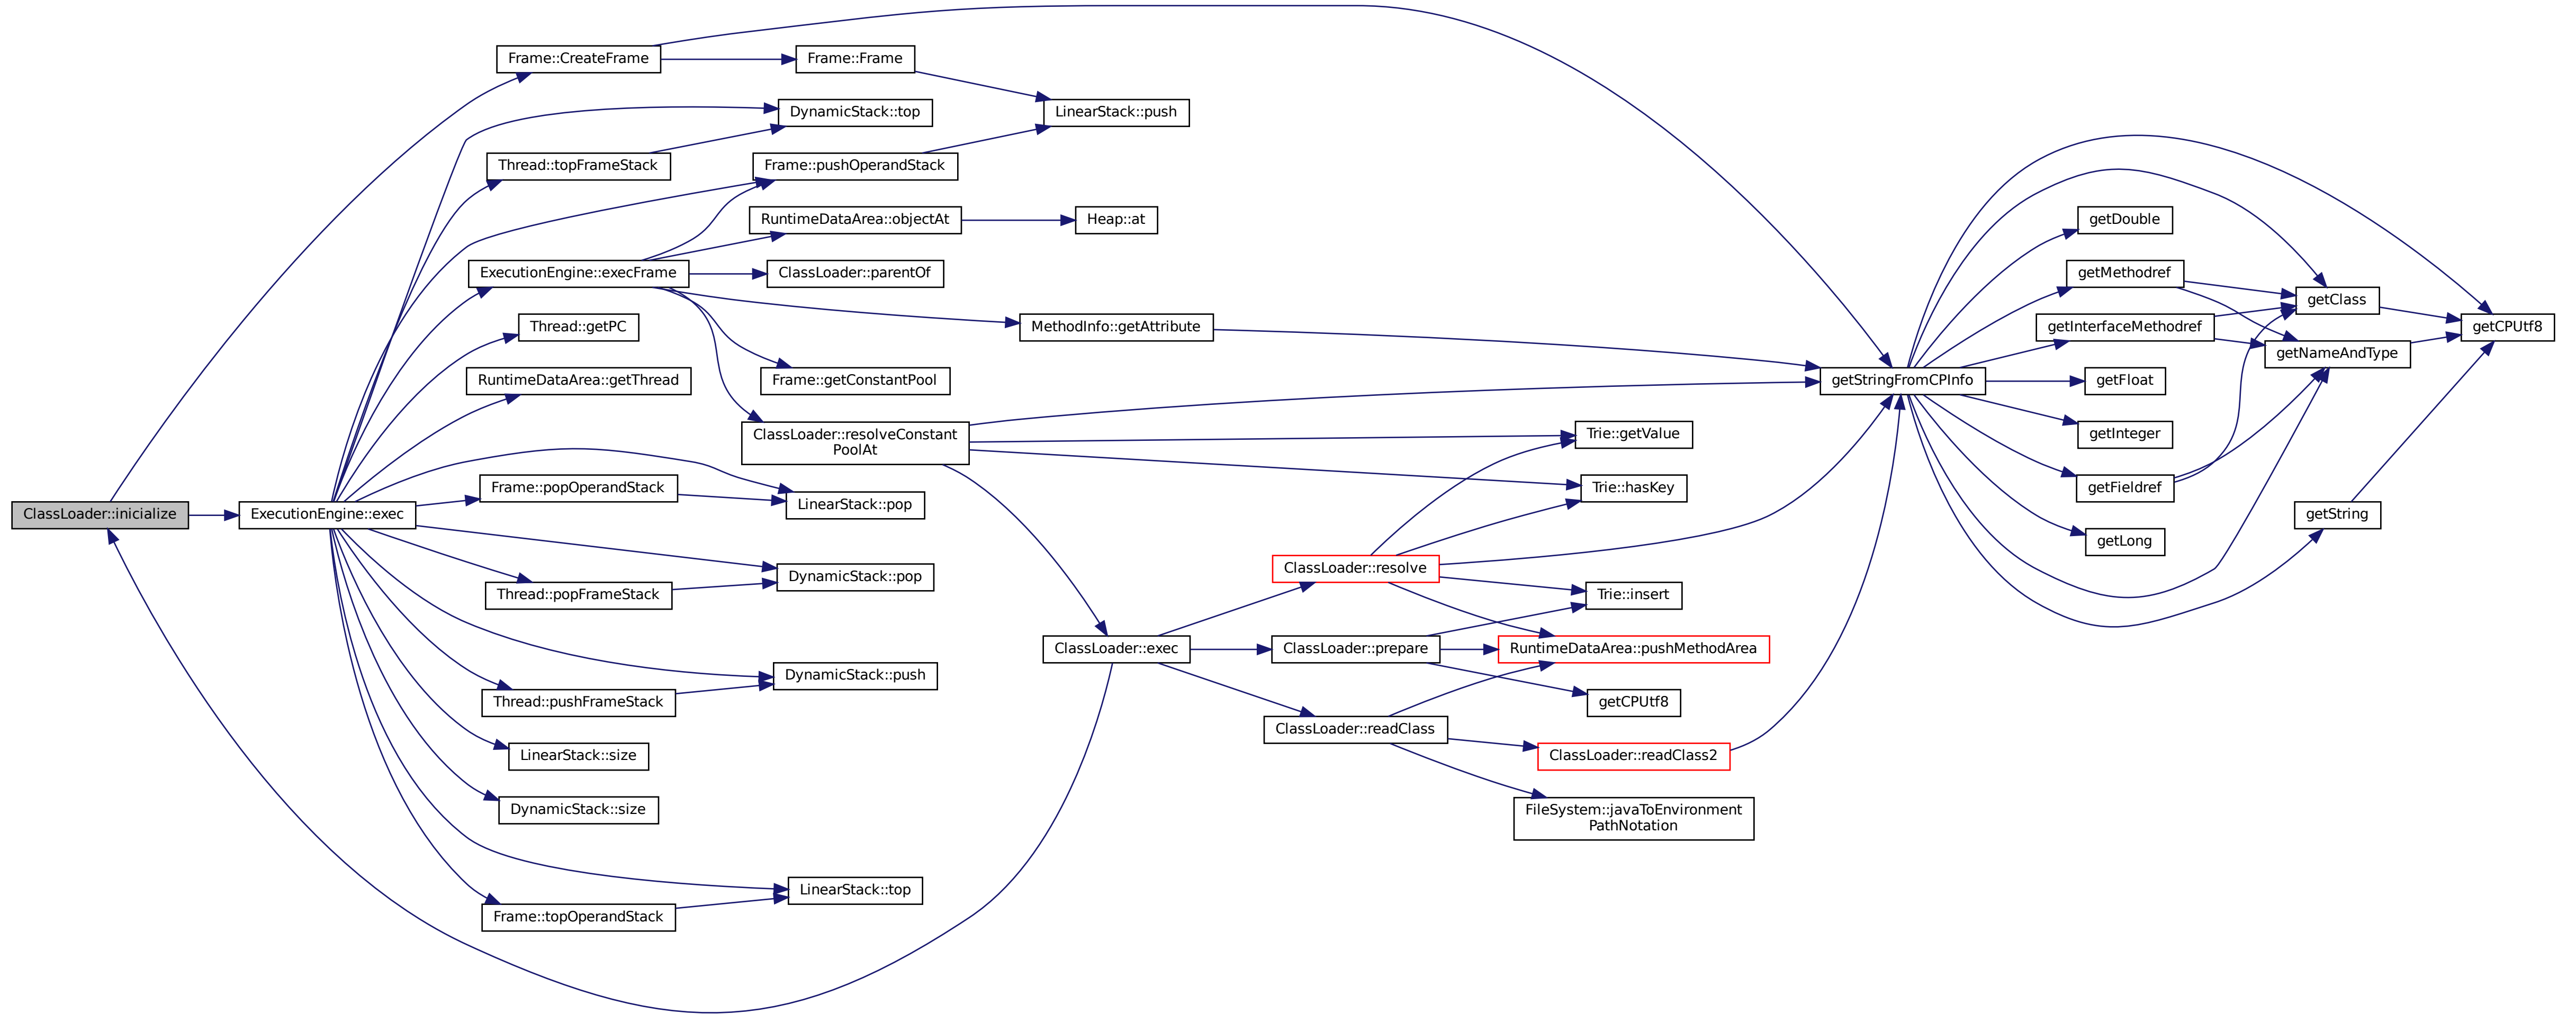 Frame::CreateFrame
Frame::Frame
DynamicStack::top
LinearStack::push
Thread::topFrameStack
Frame::pushOperandStack
RuntimeDataArea::objectAt
Heap::at
getDouble
ExecutionEngine::execFrame
ClassLoader::parentOf
getMethodref
getClass
Thread::getPC
MethodInfo::getAttribute
getInterfaceMethodref
getCPUtf8
getNameAndType
RuntimeDataArea::getThread
Frame::getConstantPool
getStringFromCPInfo
getFloat
ClassLoader::resolveConstant
PoolAt
Trie::getValue
getInteger
Frame::popOperandStack
LinearStack::pop
Trie::hasKey
getFieldref
ClassLoader::inicialize
ExecutionEngine::exec
getString
getLong
ClassLoader::resolve
DynamicStack::pop
Thread::popFrameStack
Trie::insert
ClassLoader::exec
ClassLoader::prepare
RuntimeDataArea::pushMethodArea
DynamicStack::push
Thread::pushFrameStack
getCPUtf8
ClassLoader::readClass
LinearStack::size
ClassLoader::readClass2
DynamicStack::size
FileSystem::javaToEnvironment
PathNotation
LinearStack::top
Frame::topOperandStack